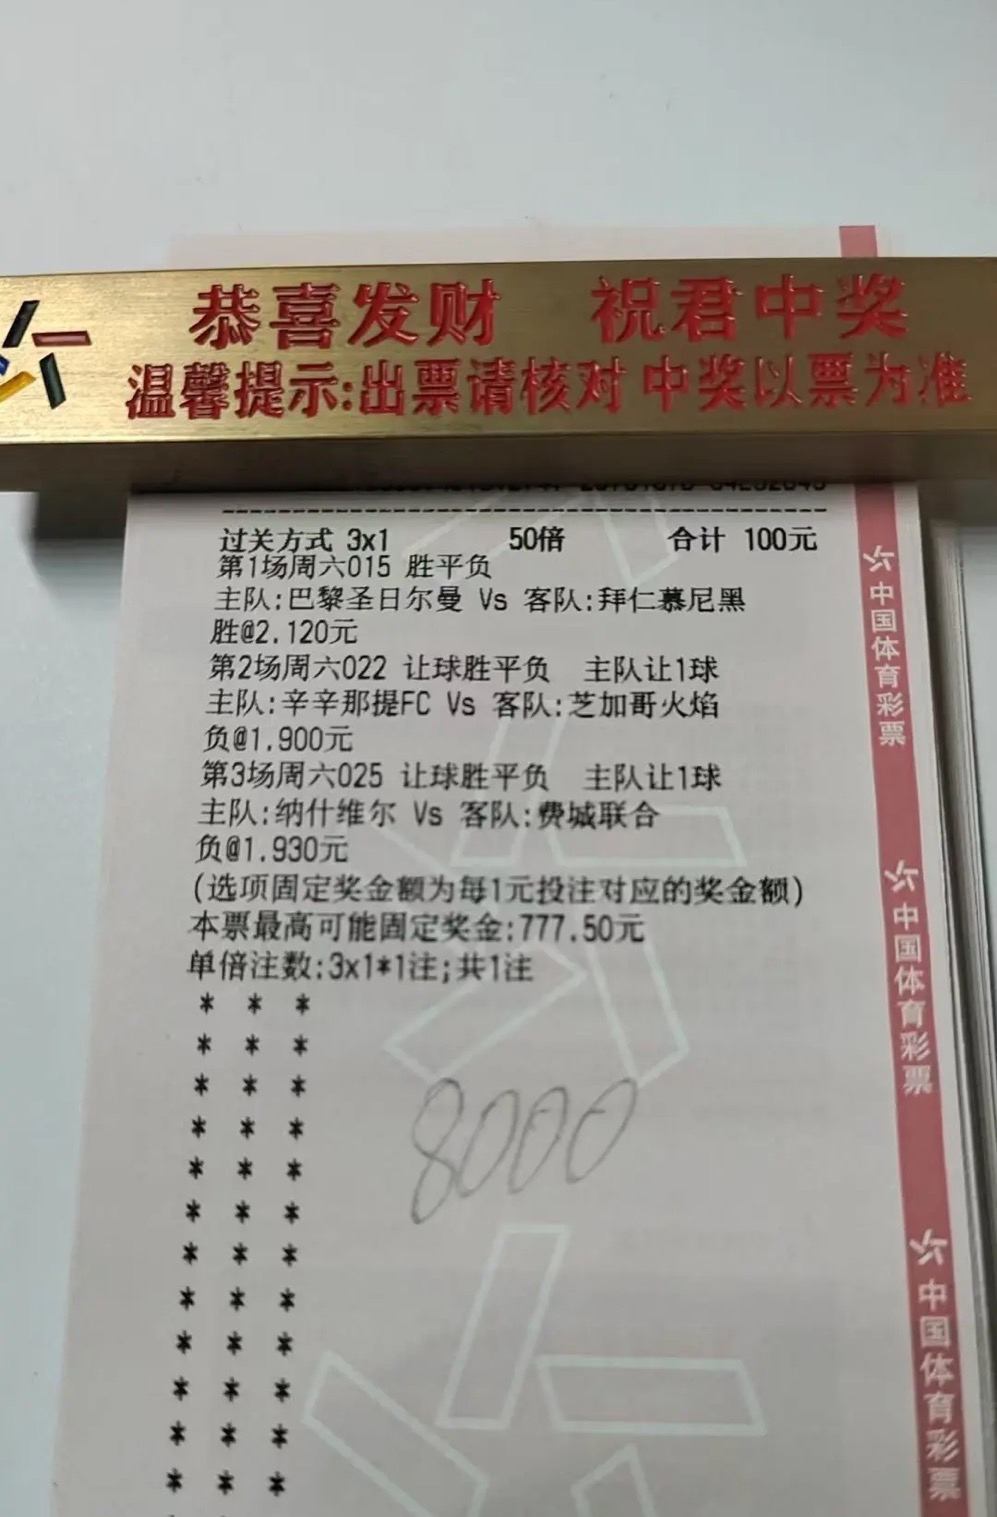 恭喜发财 祝君中奖
温馨提示:出票请核对 中奖以票为准
过关方式 3x1 50倍 合计 100元
第1场周六015 胜平负
主队:巴黎圣日尔曼 Vs 客队:拜仁慕尼黑
胜@2.120元
第2场周六022 让球胜平负 主队让1球
主队:辛辛那提FC Vs 客队:芝加哥火焰
负@1.900元
第3场周六025 让球胜平负 主队让1球
主队:纳什维尔 Vs 客队:费城联合
负@1.930元
(选项固定奖金额为每1元投注对应的奖金额)
本票最高可能固定奖金:777.50元
单倍注数:3x1*1注;共1注
* * *
* * *
* * *
* * *
* * *
* * *
* * *
* * *
* * *
* * *
* * *
* * *
8000
中国体育彩票
中国体育彩票
中国体育彩票